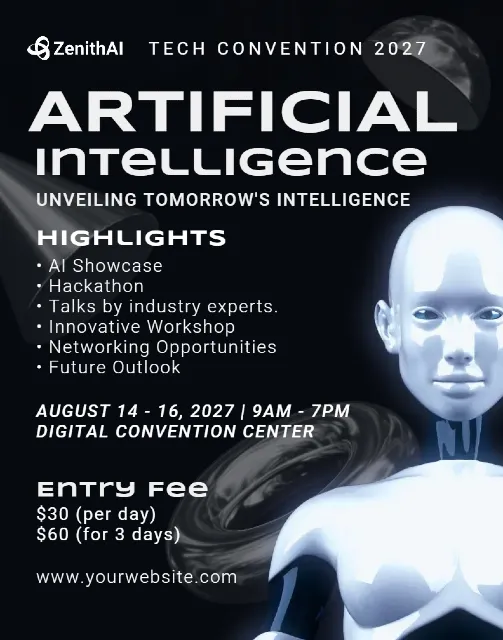 ZenithAI TECH CONVENTION 2027
ARTIFICIAL
INTELLIGENCE
UNVEILING TOMORROW'S INTELLIGENCE
HIGHLIGHTS
• AI Showcase
• Hackathon
• Talks by industry experts.
• Innovative Workshop
• Networking Opportunities
• Future Outlook
AUGUST 14 - 16, 2027 | 9AM - 7PM
DIGITAL CONVENTION CENTER
Entry Fee
$30 (per day)
$60 (for 3 days)
www.yourwebsite.com